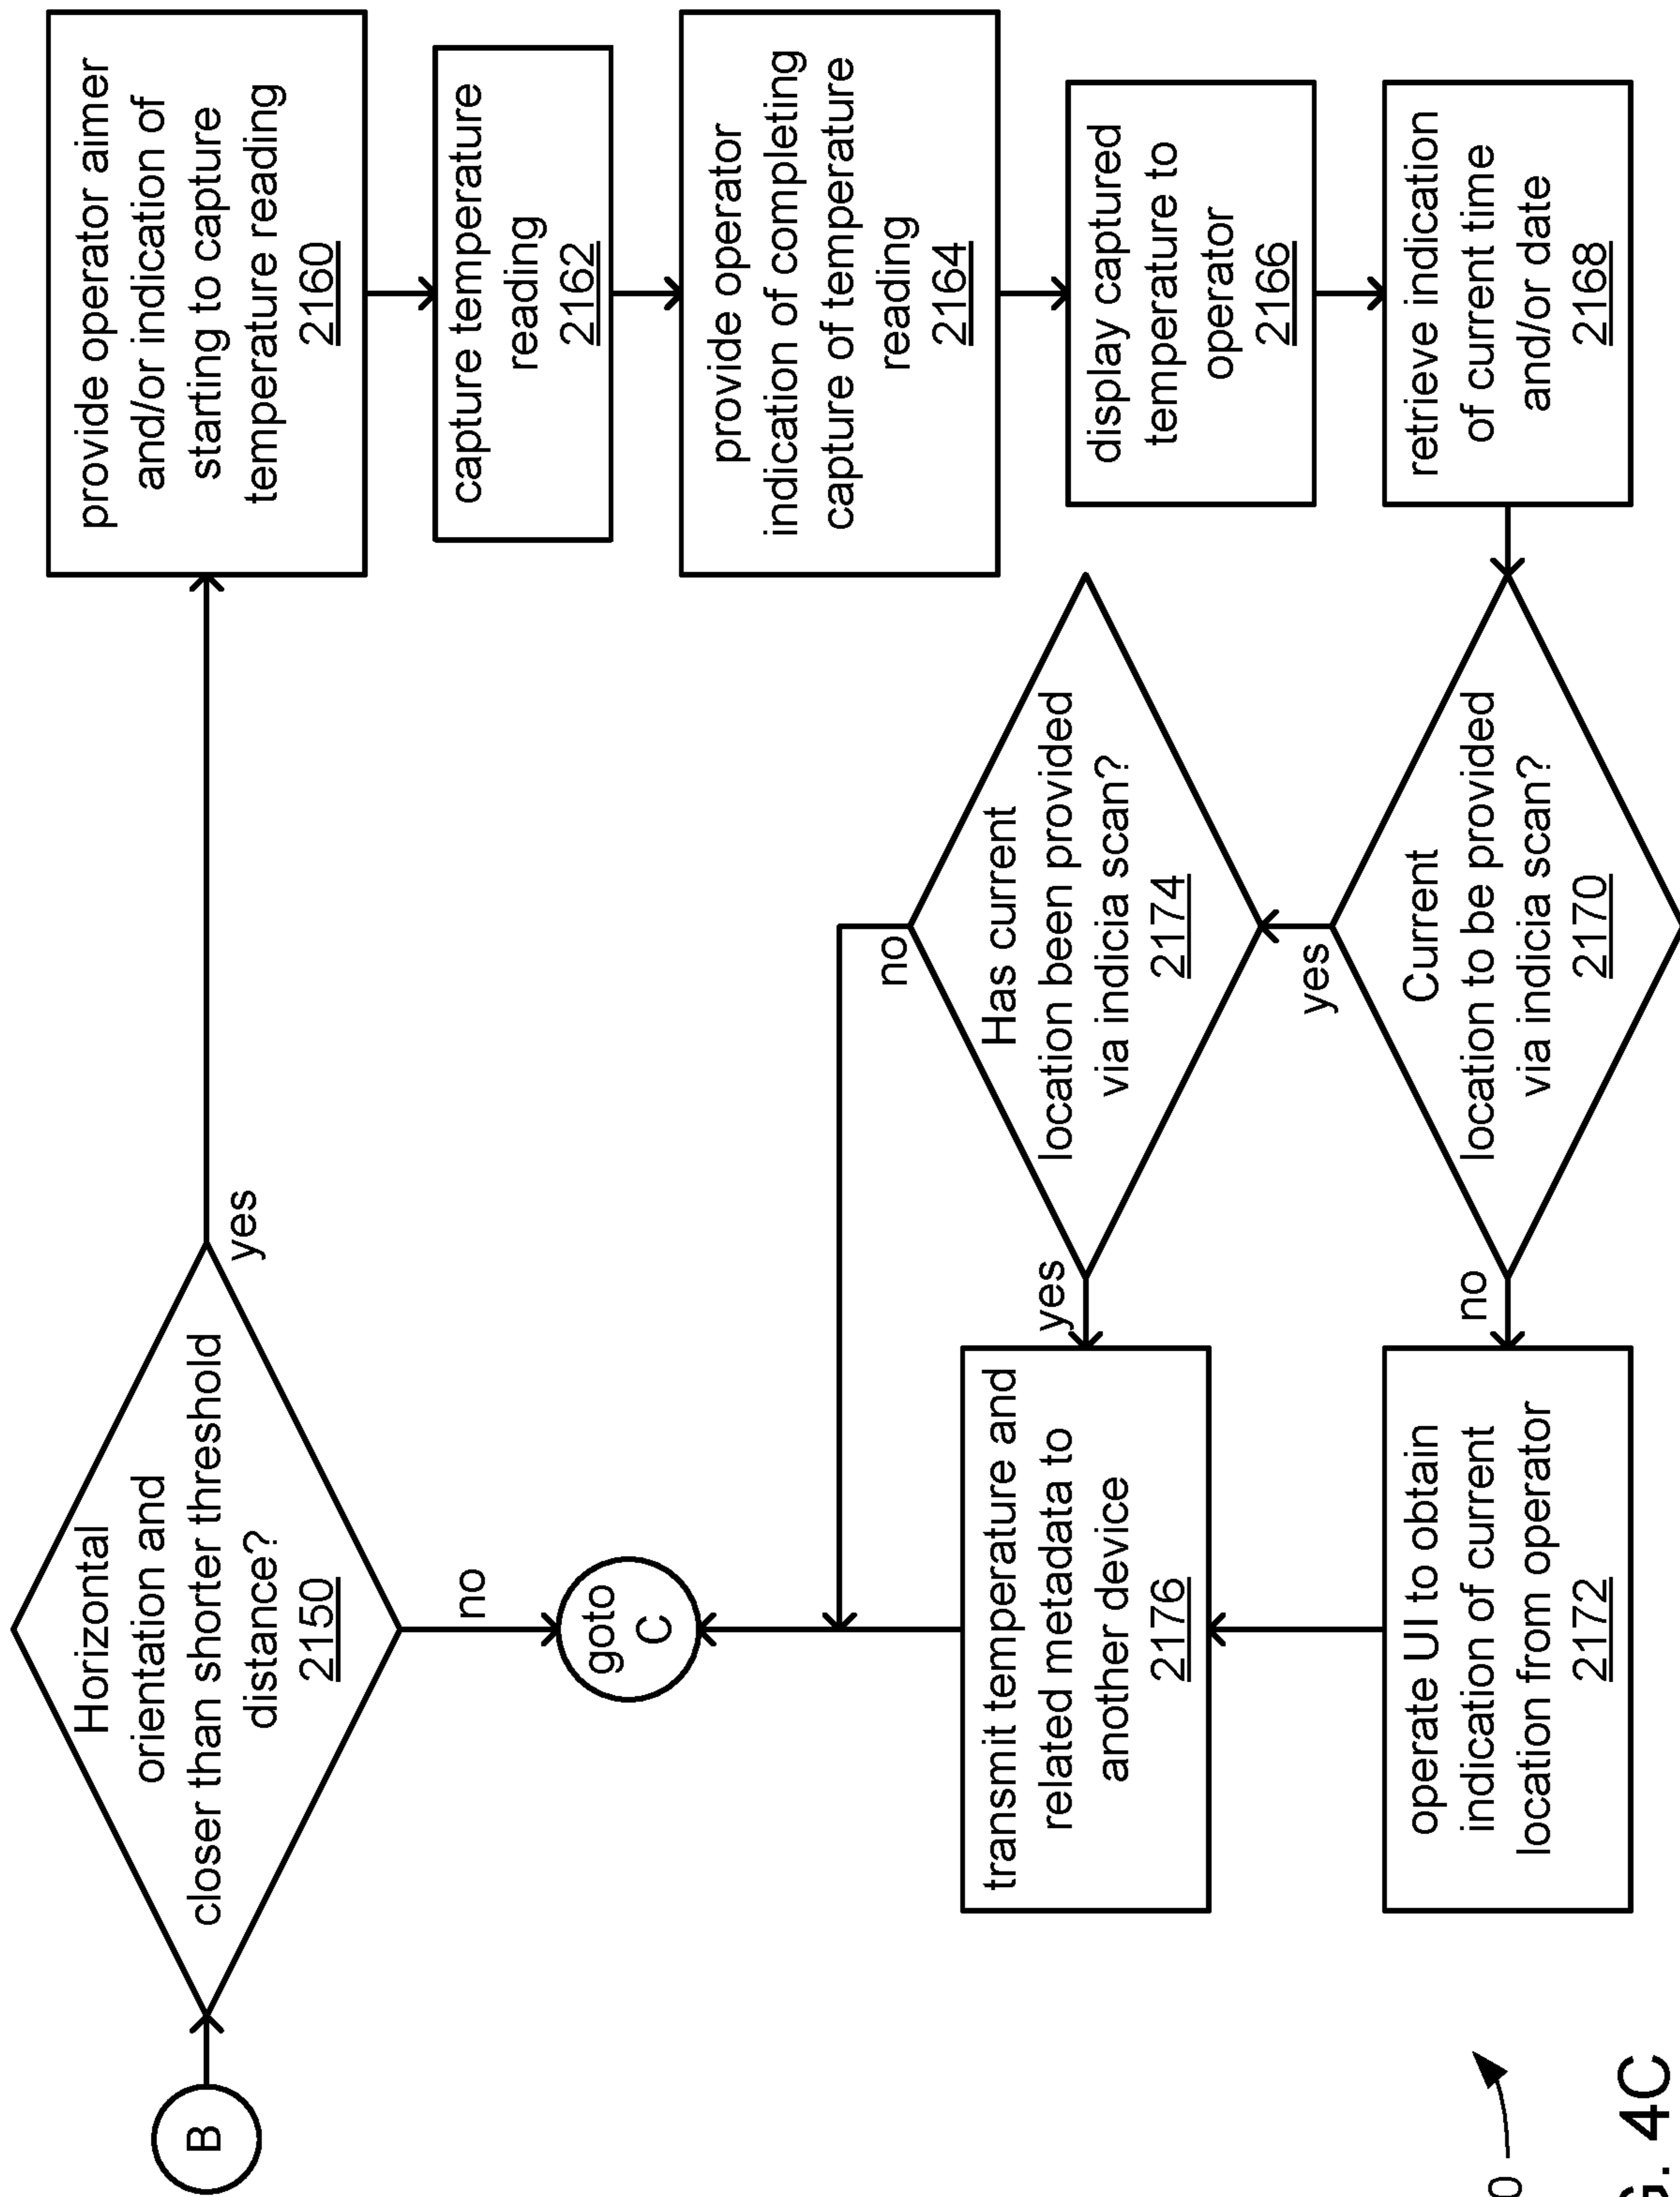 B
Horizontal
orientation and
closer than shorter threshold
distance?
2150
yes
no
goto
C
provide operator aimer
and/or indication of
starting to capture
temperature reading
2160
capture temperature
reading
2162
provide operator
indication of completing
capture of temperature
reading
2164
display captured
temperature to
operator
2166
retrieve indication
of current time
and/or date
2168
Current
location to be provided
via indicia scan?
2170
yes
no
Has current
location been provided
via indicia scan?
2174
no
yes
operate UI to obtain
indication of current
location from operator
2172
transmit temperature and
related metadata to
another device
2176
4C